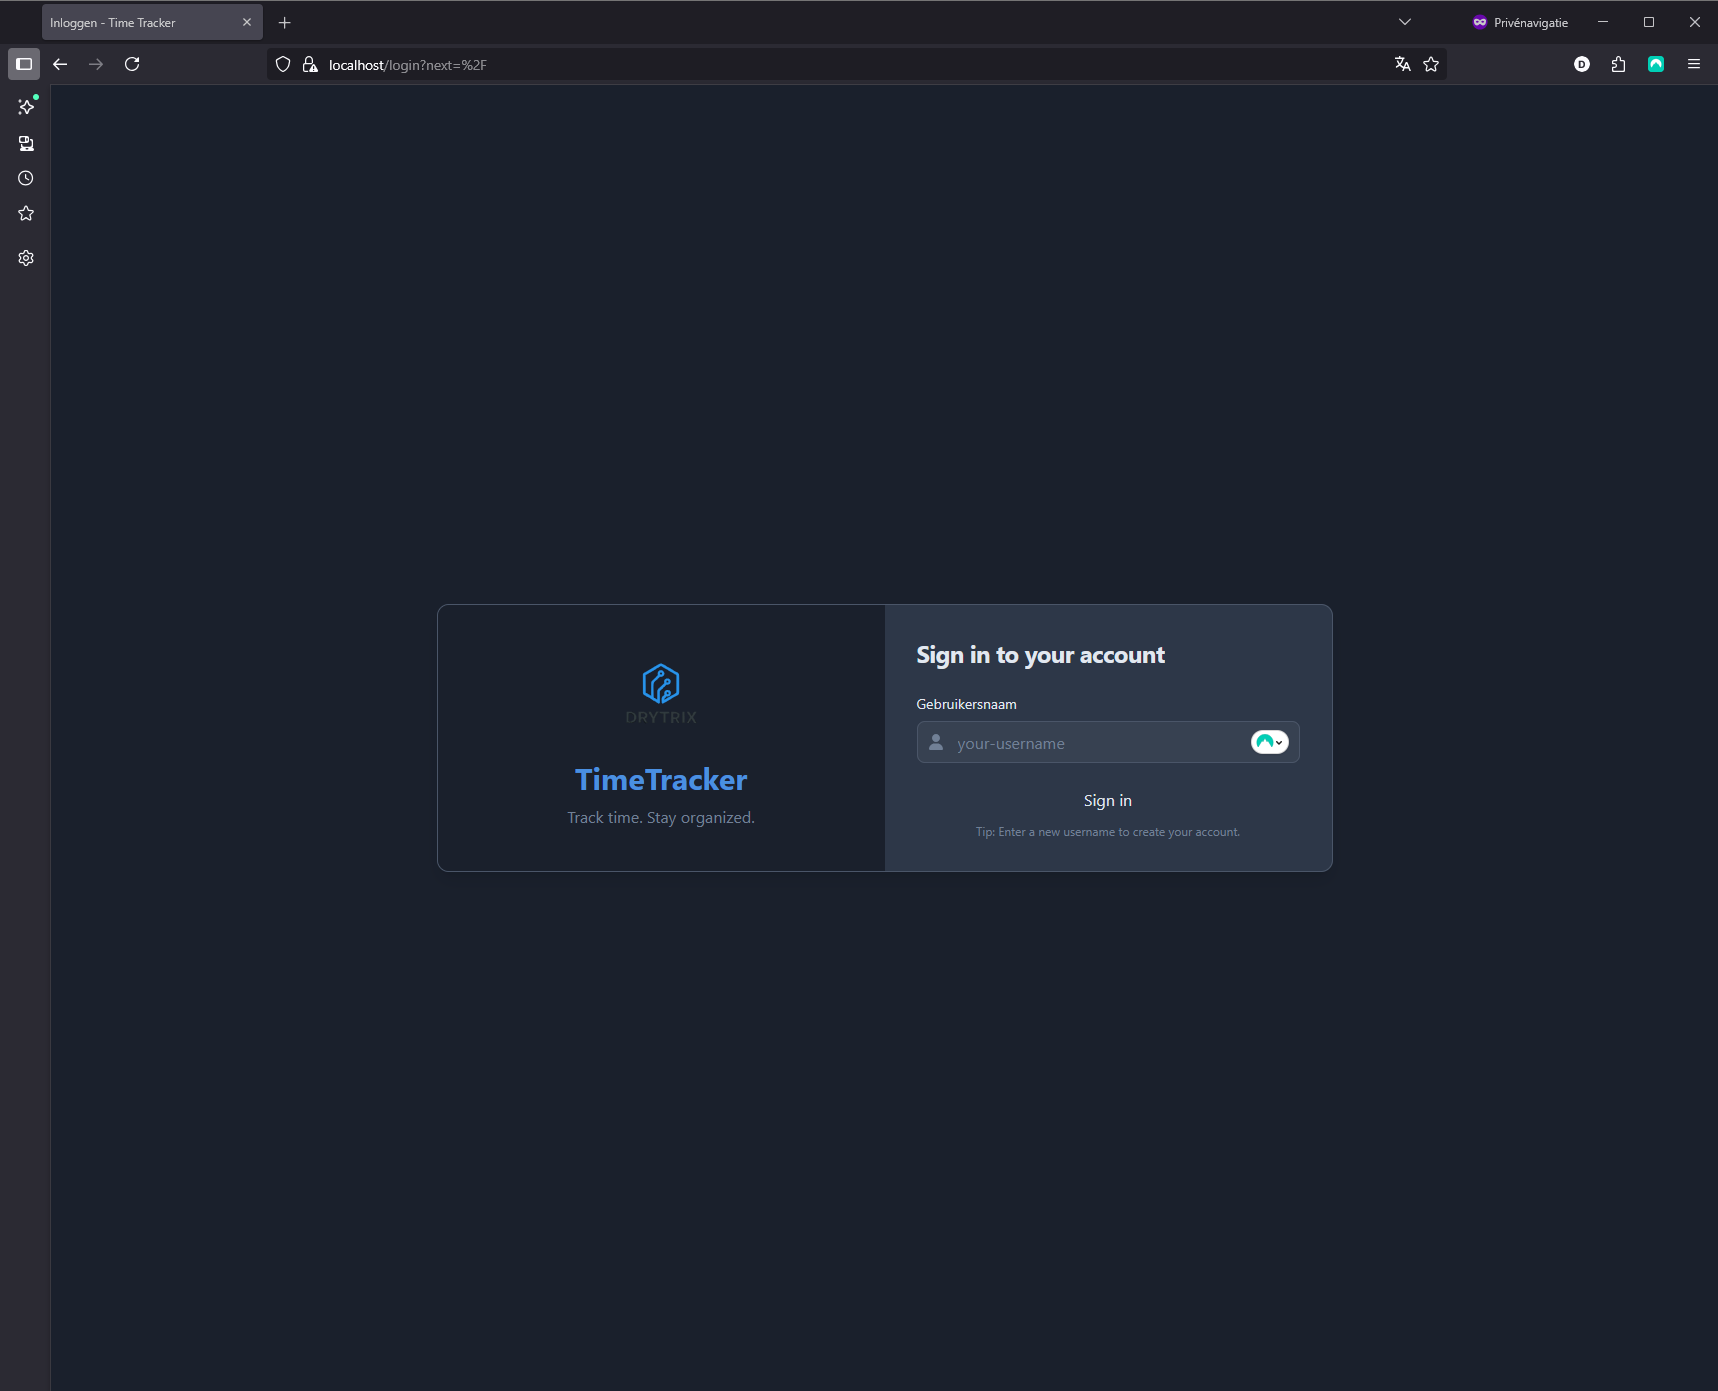 Inloggen - Time Tracker
Privénavigatie
localhost/login?next=%2F
D
DRYTRIX
TimeTracker
Track time. Stay organized.
Sign in to your account
Gebruikersnaam
your-username
Sign in
Tip: Enter a new username to create your account.